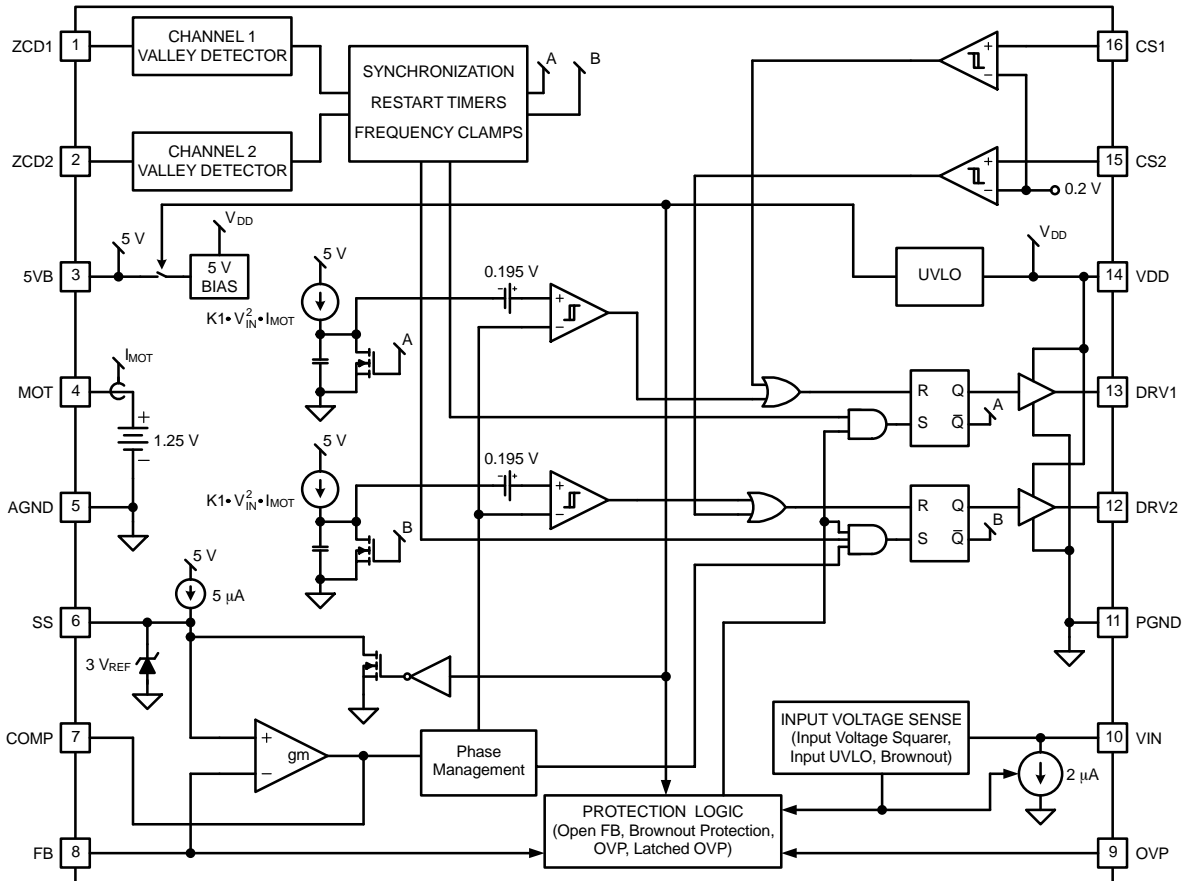 ZCD1
1
CHANNEL 1
VALLEY DETECTOR
SYNCHRONIZATION
RESTART TIMERS
FREQUENCY CLAMPS
A
B
+
−
16
CS1
ZCD2
2
CHANNEL 2
VALLEY DETECTOR
+
−
15
CS2
0.2 V
5VB
3
5 V
VDD
5 V
BIAS
UVLO
VDD
14
VDD
5 V
K1•V²IN•IMOT
0.195 V
- +
+
−
A
MOT
4
IMOT
+
1.25 V
−
R Q
S Q̅
A
13
DRV1
AGND
5
5 V
K1•V²IN•IMOT
0.195 V
- +
+
−
B
R Q
S Q̅
B
12
DRV2
SS
6
5 V
5 μA
3 VREF
11
PGND
COMP
7
+
gm
−
Phase
Management
INPUT VOLTAGE SENSE
(Input Voltage Squarer,
Input UVLO, Brownout)
10
VIN
2 μA
FB
8
PROTECTION LOGIC
(Open FB, Brownout Protection,
OVP, Latched OVP)
9
OVP